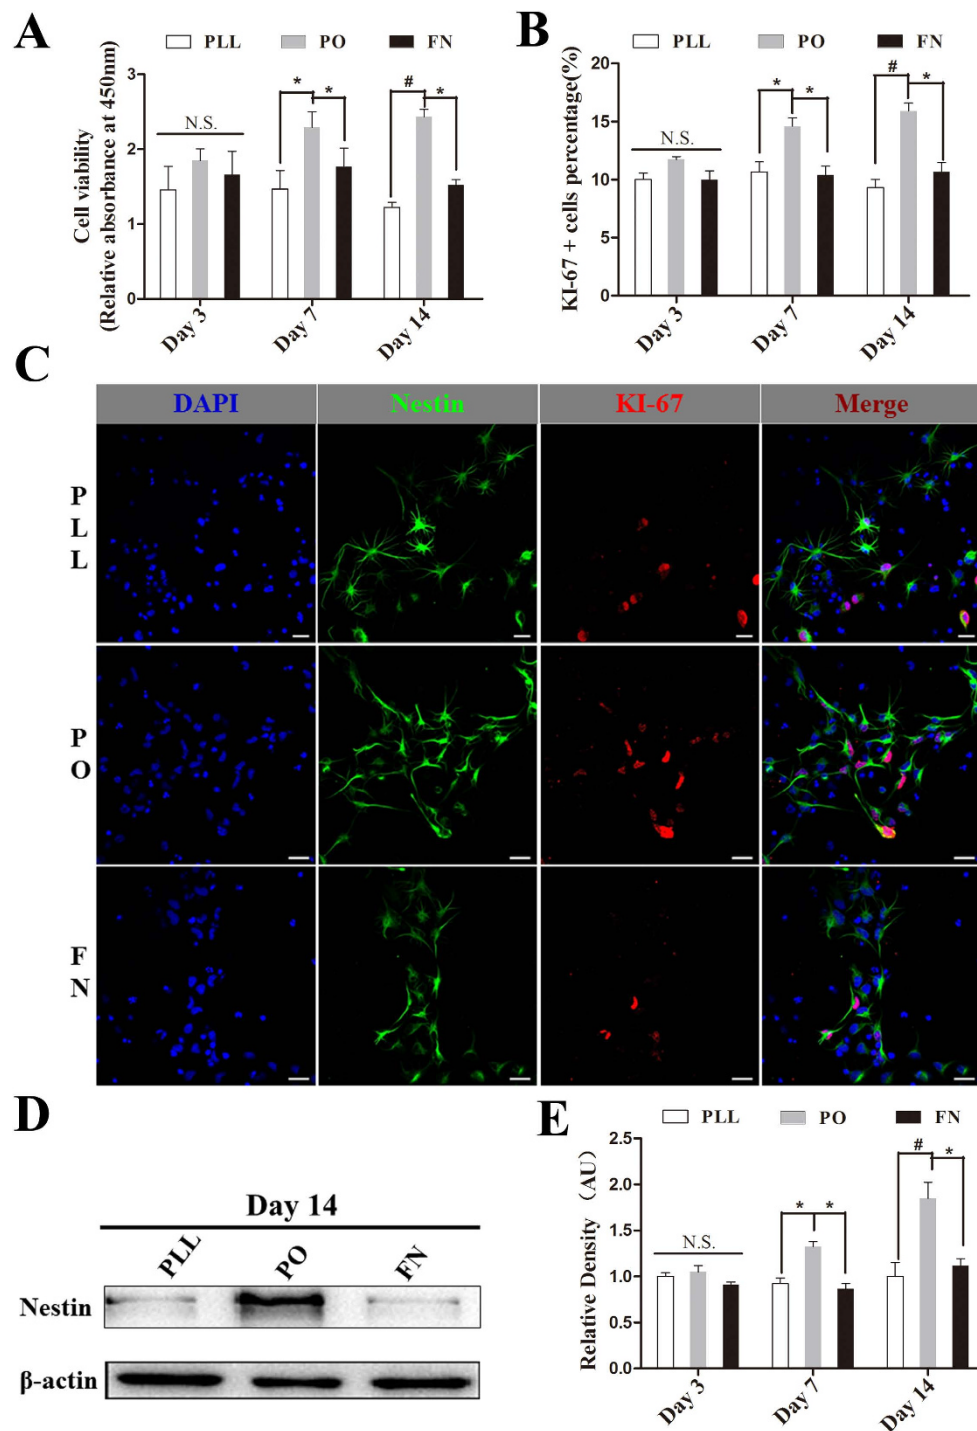 A
PLL PO FN
Cell viability
(Relative absorbance at 450nm)
3
2
1
0
N.S.
* *
# *
Day 3 Day 7 Day 14
B
PLL PO FN
KI-67 + cells percentage(%)
20
15
10
5
0
N.S.
* *
# *
Day 3 Day 7 Day 14
C
DAPI Nestin KI-67 Merge
PLL
PO
FN
D
Day 14
PLL PO FN
Nestin
β-actin
E
PLL PO FN
Relative Density (AU)
2.5
2.0
1.5
1.0
0.5
0.0
N.S.
* *
# *
Day 3 Day 7 Day 14